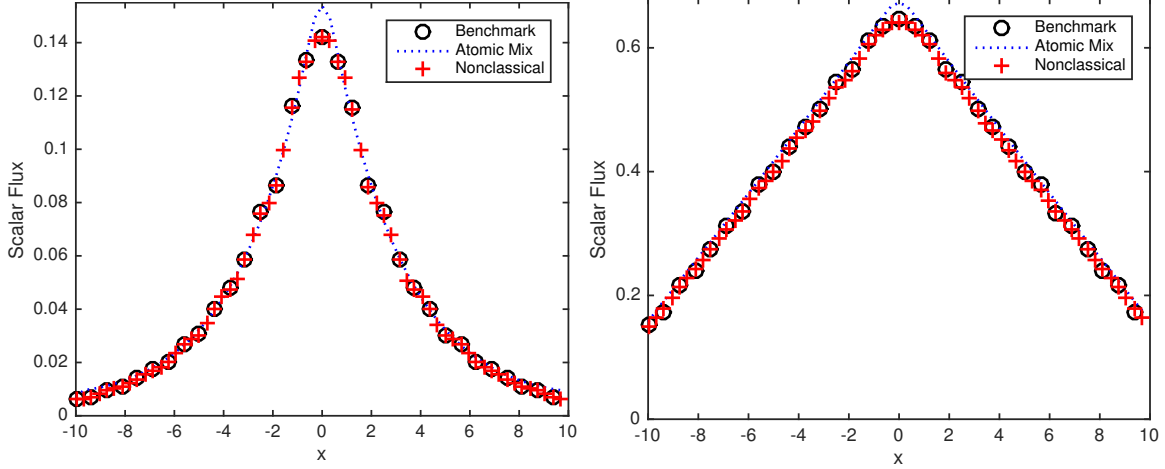 Scalar Flux
0.14
0.12
0.1
0.08
0.06
0.04
0.02
0
-10 -8 -6 -4 -2 0 2 4 6 8 10
x
Benchmark
Atomic Mix
Nonclassical
Scalar Flux
0.6
0.4
0.2
0
-10 -8 -6 -4 -2 0 2 4 6 8 10
x
Benchmark
Atomic Mix
Nonclassical